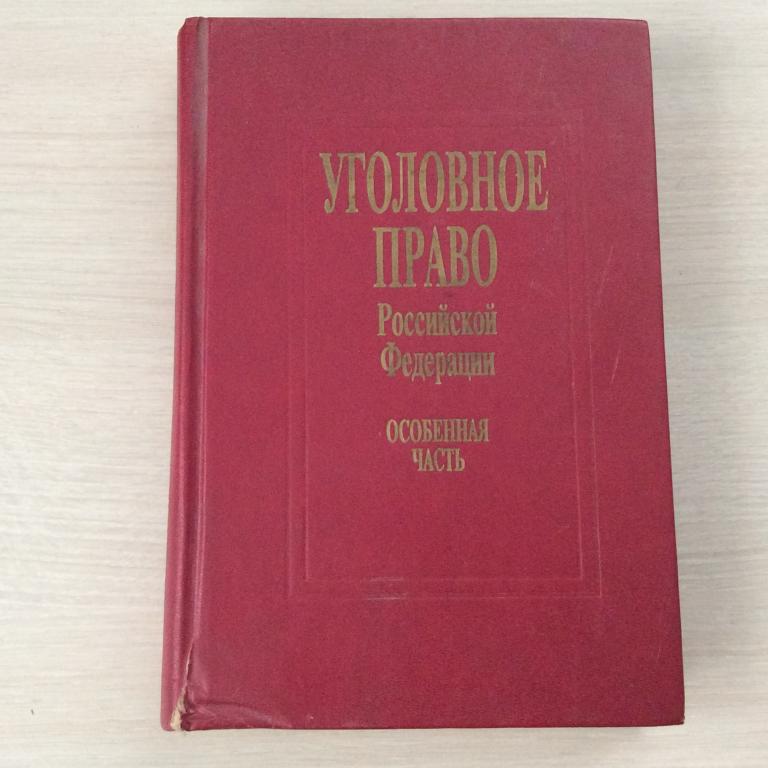 УГОЛОВНОЕ
ПРАВО
Российской
Федерации
ОСОБЕННАЯ
ЧАСТЬ